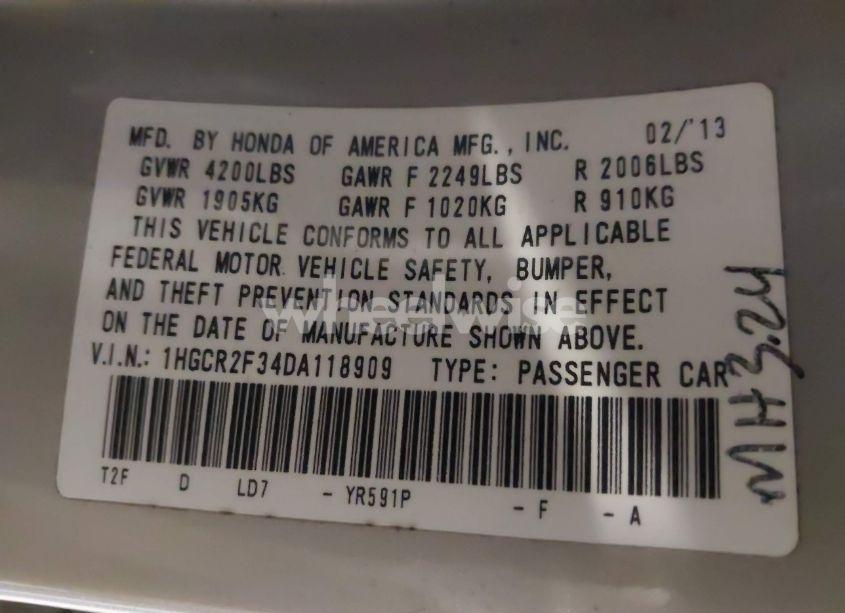 MFD. BY HONDA OF AMERICA MFG., INC. 02/'13
GVWR 4200LBS GAWR F 2249LBS R 2006LBS
GVWR 1905KG GAWR F 1020KG R 910KG
THIS VEHICLE CONFORMS TO ALL APPLICABLE
FEDERAL MOTOR VEHICLE SAFETY, BUMPER,
AND THEFT PREVENTION STANDARDS IN EFFECT
ON THE DATE OF MANUFACTURE SHOWN ABOVE.
V.I.N.: 1HGCR2F34DA118909 TYPE: PASSENGER CAR
T2F D LD7 - YR591P - F - A
MH3.24
wheelwise